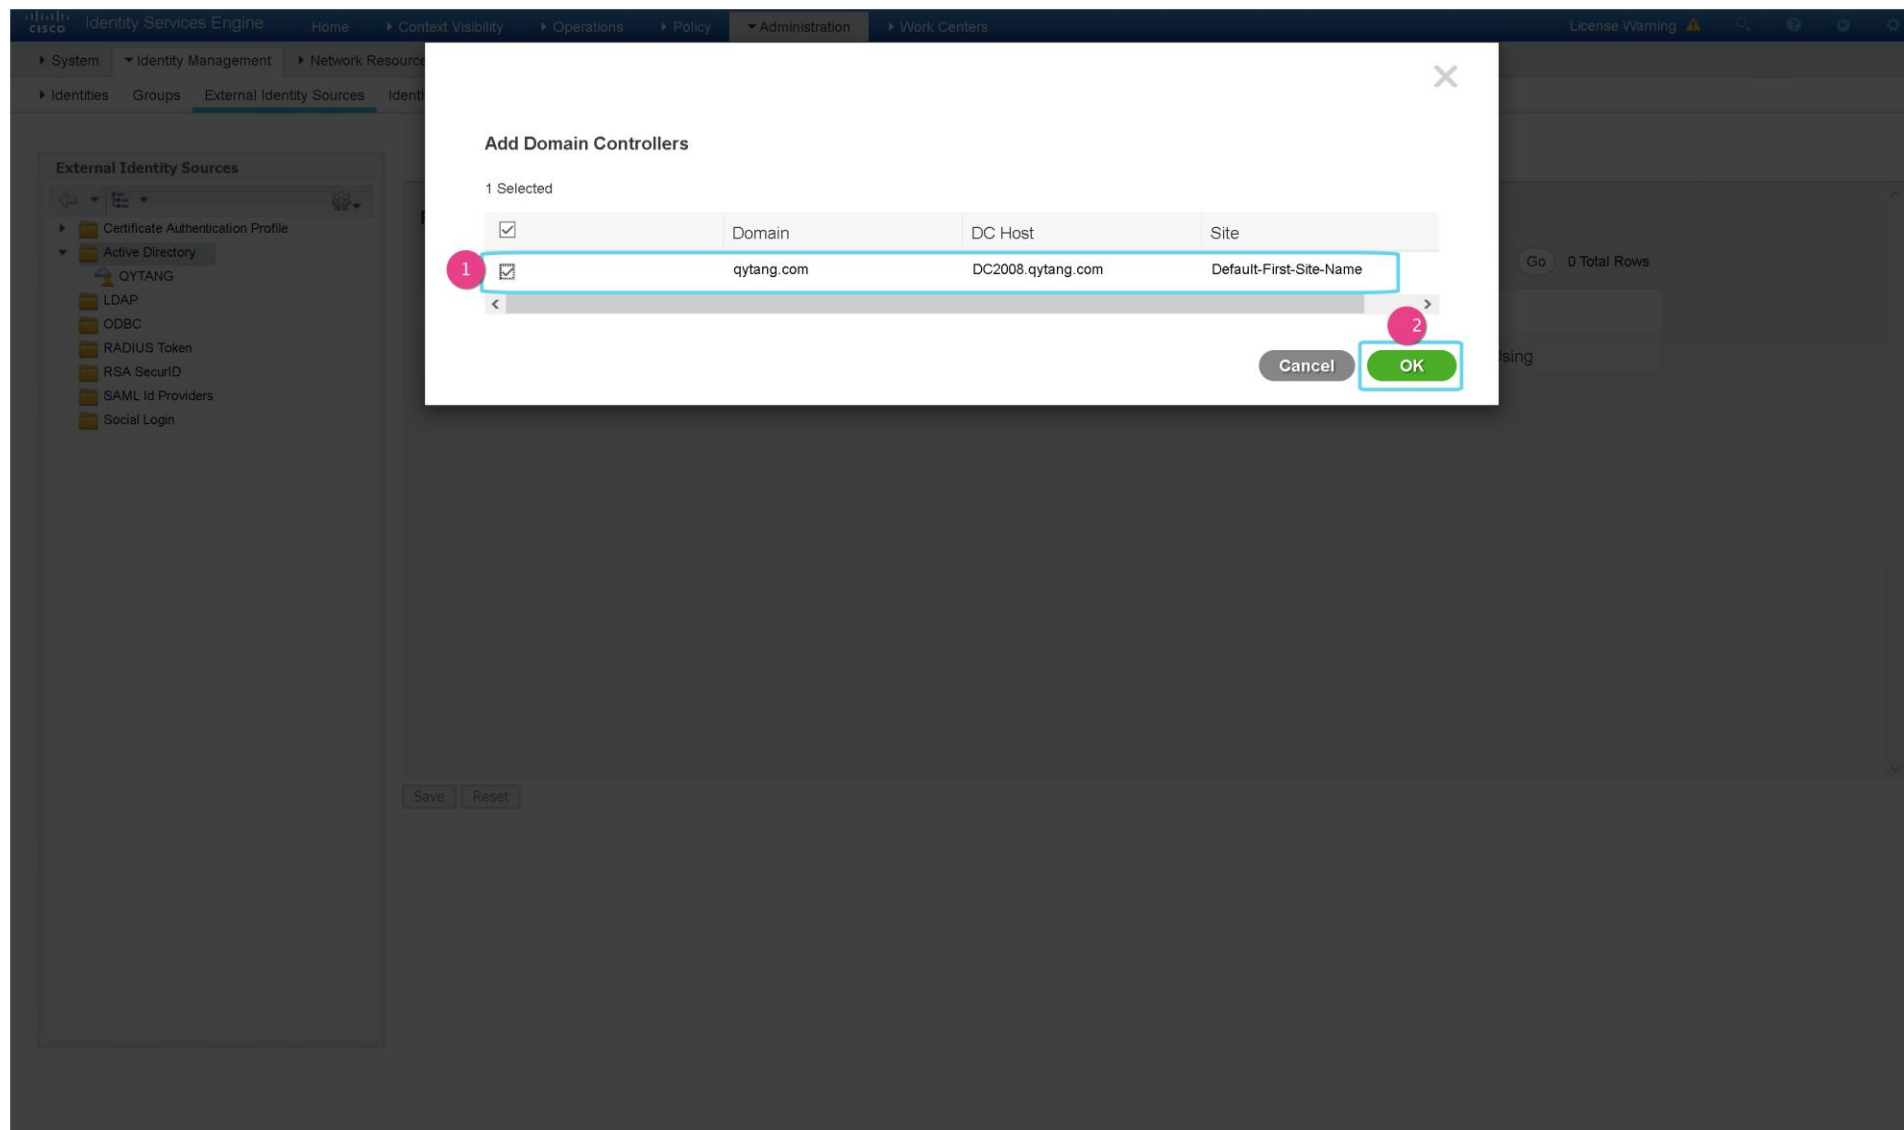 cisco Identity Services Engine Home Context Visibility Operations Policy Administration Work Centers License Warning
System Identity Management Network Resource
Identities Groups External Identity Sources Identi
External Identity Sources
Certificate Authentication Profile
Active Directory
QYTANG
LDAP
ODBC
RADIUS Token
RSA SecurID
SAML Id Providers
Social Login
Add Domain Controllers
1 Selected
Domain DC Host Site
1 qytang.com DC2008.qytang.com Default-First-Site-Name
2
Cancel OK
Go 0 Total Rows
Using
Save Reset